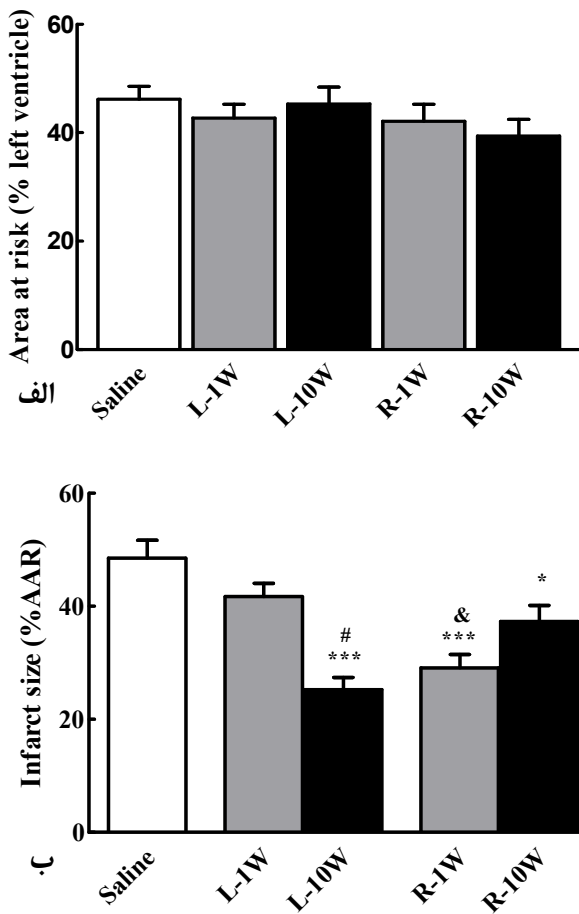 Area at risk (% left ventricle)
60
40
20
0
Saline
L-1W
L-10W
R-1W
R-10W
الف
Infarct size (%AAR)
60
40
20
0
#
***
&
***
*
Saline
L-1W
L-10W
R-1W
R-10W
ب